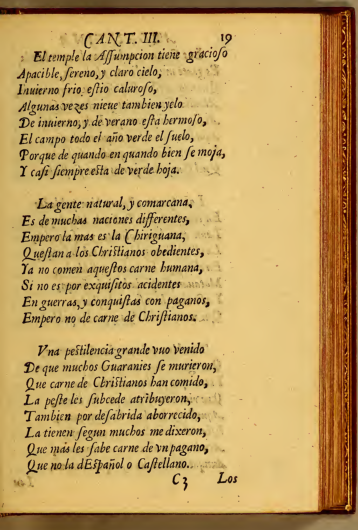 CANT. III. 19
El temple la Aſſumpcion tiene gracioſo
Apacible, ſereno, y claro cielo,
Inuierno frio, eſtio caluroſo,
Algunas vezes nieue tambien yelo
De inuierno, y de verano eſta hermoſo,
El campo todo el año verde el ſuelo,
Porque de quando en quando bien ſe moja,
Y caſi ſiempre esta de verde hoja.
La gente natural, y comarcana,
Es de muchas naciones differentes,
Empero la mas es la Chiriguana,
Queſtan a los Chriſtianos obedientes,
Ya no comen aqueſtos carne humana,
Si no es por exquiſitos acidentes
En guerras, y conquiſtas con paganos,
Empero no de carne de Chriſtianos.
Vna peſtilencia grande vuo venido
De que muchos Guaranies ſe murieron,
Que carne de Chriſtianos han comido,
La peſte les ſubcede atribuyeron,
Tambien por deſabrida aborrecido,
La tienen ſegun muchos me dixeron,
Que mas les ſabe carne de vn pagano,
Que no la dEſpañol o Caſtellano.
C3 Los